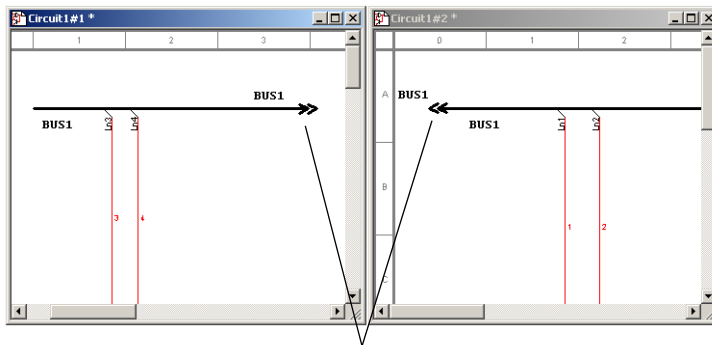 Circuit1#1 *
1 2 3
BUS1
BUS1
Ln3
Ln4
3
4
Circuit1#2 *
0 1 2
A
BUS1
BUS1
Ln1
Ln2
B
1
2
C